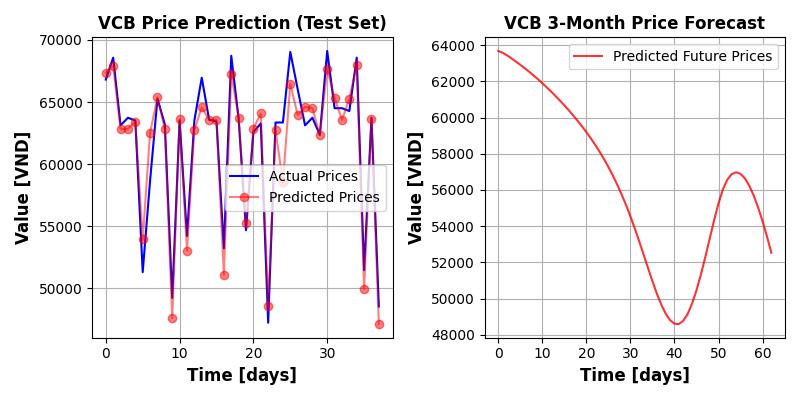 VCB Price Prediction (Test Set)
Value [VND]
70000
65000
60000
55000
50000
Actual Prices
Predicted Prices
0
10
20
30
Time [days]
VCB 3-Month Price Forecast
Value [VND]
64000
62000
60000
58000
56000
54000
52000
50000
48000
Predicted Future Prices
0
10
20
30
40
50
60
Time [days]